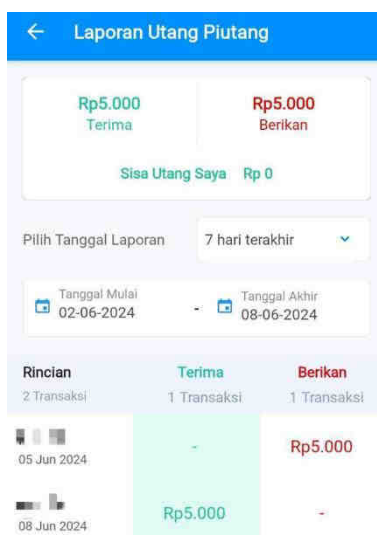 Laporan Utang Piutang
Rp5.000 Rp5.000
Terima Berikan
Sisa Utang Saya Rp 0
Pilih Tanggal Laporan 7 hari terakhir
Tanggal Mulai Tanggal Akhir
02-06-2024 - 08-06-2024
Rincian Terima Berikan
2 Transaksi 1 Transaksi 1 Transaksi
- Rp5.000
05 Jun 2024
Rp5.000 -
08 Jun 2024